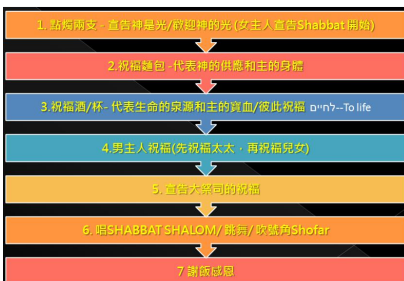 1. 點燭兩支 - 宣告神是光/歡迎神的光 (女主人宣告Shabbat 開始)
2.祝福麵包 -代表神的供應和主的身體
3.祝福酒/杯- 代表生命的泉源和主的寶血/彼此祝福 לחיים--To life
4.男主人祝福(先祝福太太，再祝福兒女)
5. 宣告大祭司的祝福
6. 唱SHABBAT SHALOM/ 跳舞/ 吹號角Shofar
7 謝飯感恩